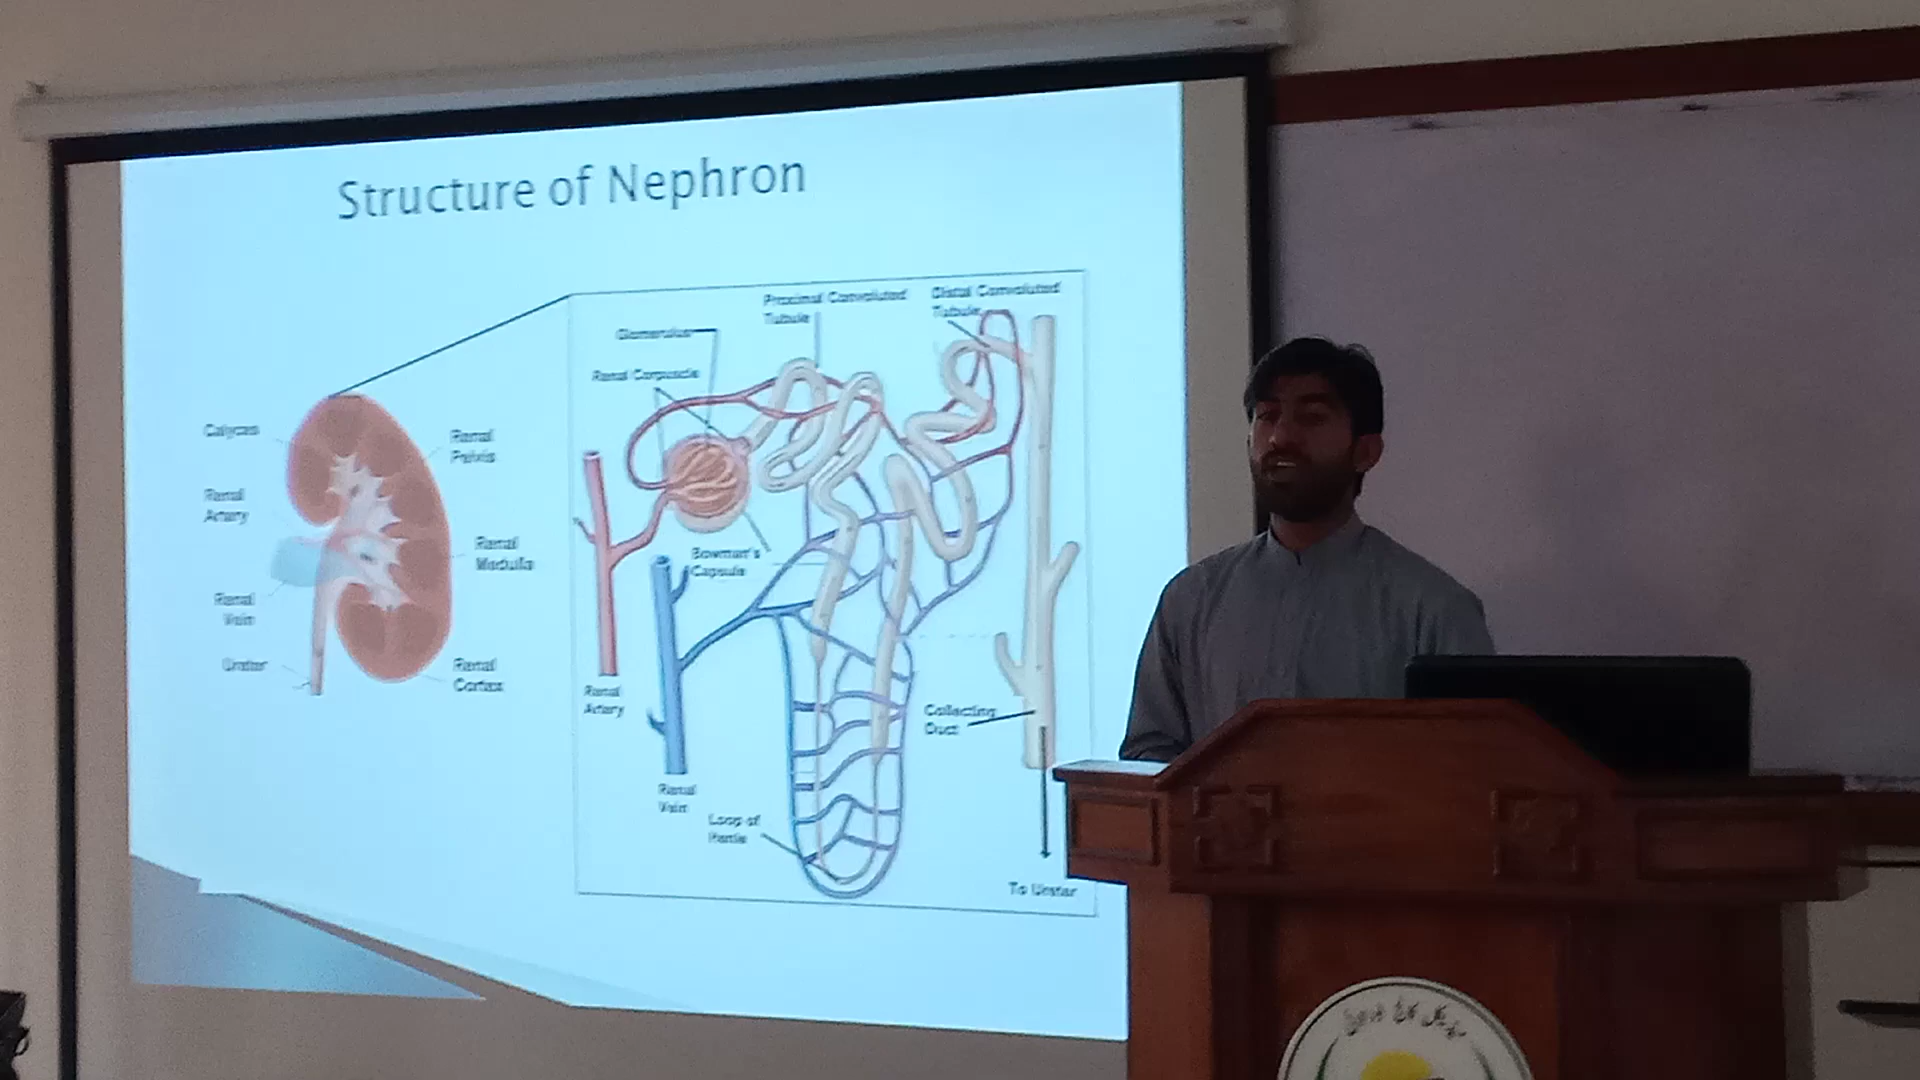 Structure of Nephron
Calyces
Renal
Artery
Renal
Vein
Ureter
Renal
Pelvis
Renal
Medulla
Renal
Cortex
Glomerulus
Renal Corpuscle
Proximal Convoluted
Tubule
Distal Convoluted
Tubule
Bowman's
Capsule
Renal
Artery
Renal
Vein
Loop of
Henle
Collecting
Duct
To Ureter